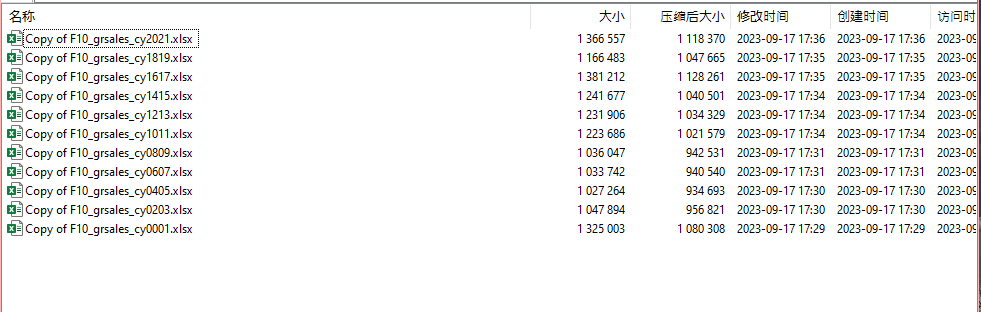 名称 大小 压缩后大小 修改时间 创建时间 访问时
Copy of F10_grsales_cy2021.xlsx 1 366 557 1 118 370 2023-09-17 17:36 2023-09-17 17:36 2023-09
Copy of F10_grsales_cy1819.xlsx 1 166 483 1 047 665 2023-09-17 17:35 2023-09-17 17:35 2023-09
Copy of F10_grsales_cy1617.xlsx 1 381 212 1 128 261 2023-09-17 17:35 2023-09-17 17:35 2023-09
Copy of F10_grsales_cy1415.xlsx 1 241 677 1 040 501 2023-09-17 17:34 2023-09-17 17:34 2023-09
Copy of F10_grsales_cy1213.xlsx 1 231 906 1 034 329 2023-09-17 17:34 2023-09-17 17:34 2023-09
Copy of F10_grsales_cy1011.xlsx 1 223 686 1 021 579 2023-09-17 17:34 2023-09-17 17:34 2023-09
Copy of F10_grsales_cy0809.xlsx 1 036 047 942 531 2023-09-17 17:31 2023-09-17 17:31 2023-09
Copy of F10_grsales_cy0607.xlsx 1 033 742 940 540 2023-09-17 17:31 2023-09-17 17:31 2023-09
Copy of F10_grsales_cy0405.xlsx 1 027 264 934 693 2023-09-17 17:30 2023-09-17 17:30 2023-09
Copy of F10_grsales_cy0203.xlsx 1 047 894 956 821 2023-09-17 17:30 2023-09-17 17:30 2023-09
Copy of F10_grsales_cy0001.xlsx 1 325 003 1 080 308 2023-09-17 17:29 2023-09-17 17:29 2023-09